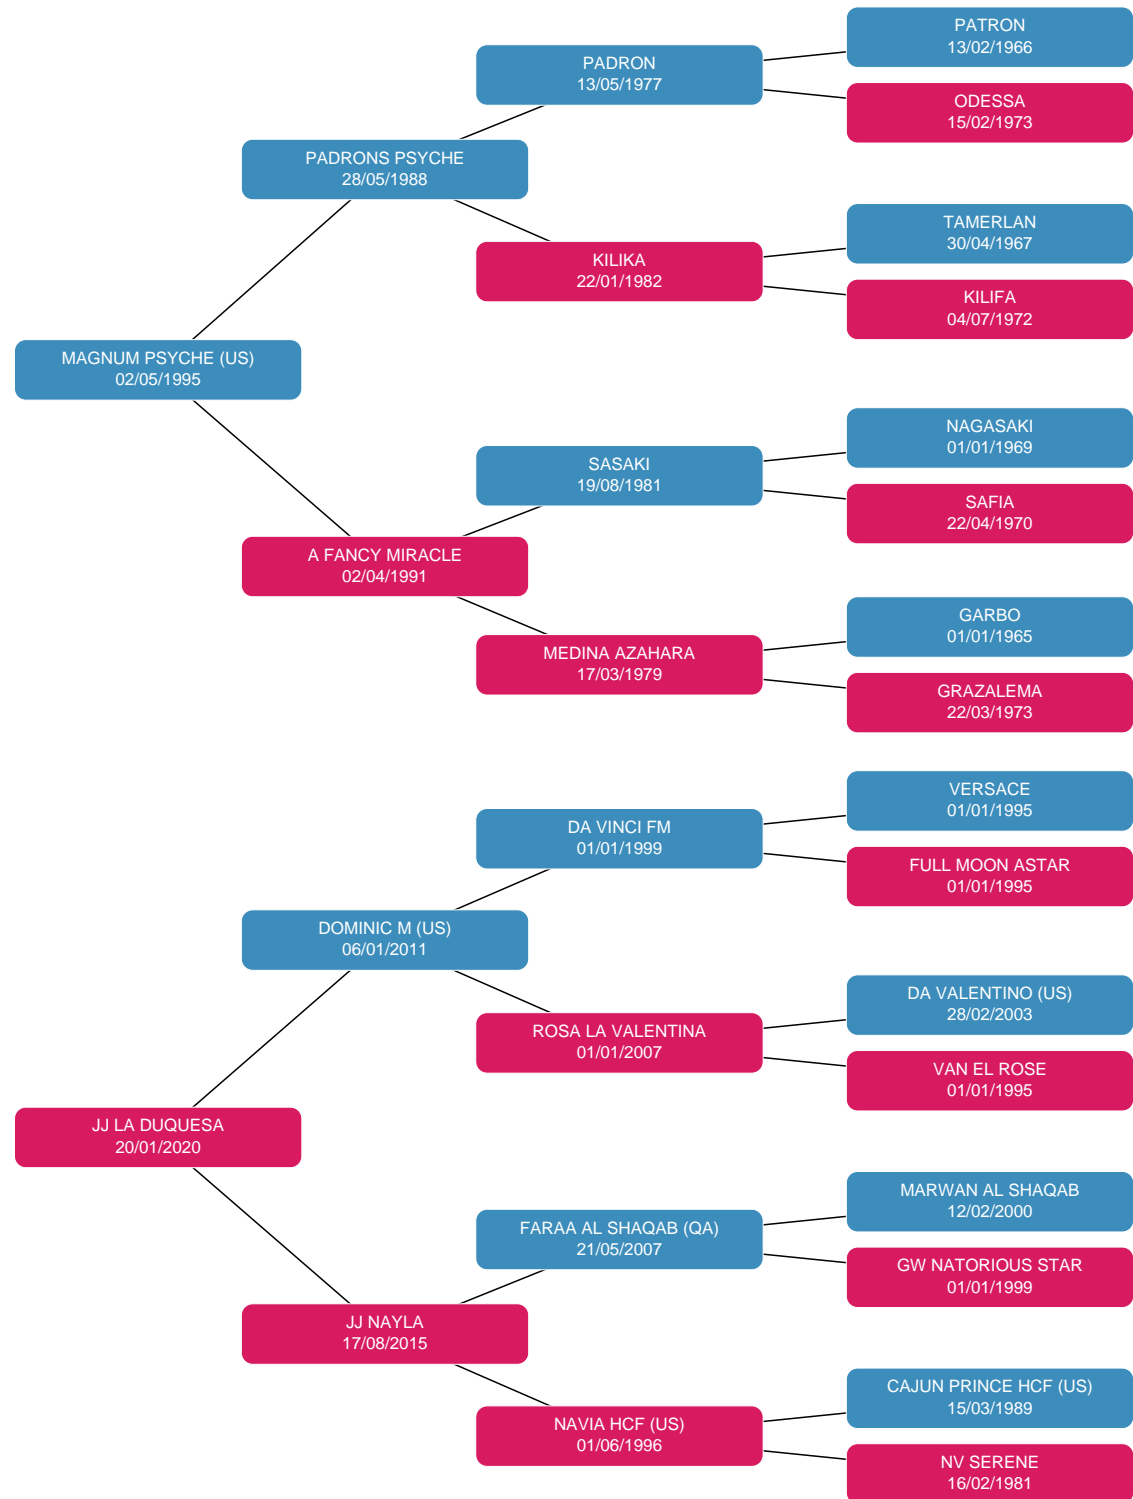 PATRON
13/02/1966
PADRON
13/05/1977
ODESSA
15/02/1973
PADRONS PSYCHE
28/05/1988
TAMERLAN
30/04/1967
KILIKA
22/01/1982
KILIFA
04/07/1972
MAGNUM PSYCHE (US)
02/05/1995
NAGASAKI
01/01/1969
SASAKI
19/08/1981
SAFIA
22/04/1970
A FANCY MIRACLE
02/04/1991
GARBO
01/01/1965
MEDINA AZAHARA
17/03/1979
GRAZALEMA
22/03/1973
VERSACE
01/01/1995
DA VINCI FM
01/01/1999
FULL MOON ASTAR
01/01/1995
DOMINIC M (US)
06/01/2011
DA VALENTINO (US)
28/02/2003
ROSA LA VALENTINA
01/01/2007
VAN EL ROSE
01/01/1995
JJ LA DUQUESA
20/01/2020
MARWAN AL SHAQAB
12/02/2000
FARAA AL SHAQAB (QA)
21/05/2007
GW NATORIOUS STAR
01/01/1999
JJ NAYLA
17/08/2015
CAJUN PRINCE HCF (US)
15/03/1989
NAVIA HCF (US)
01/06/1996
NV SERENE
16/02/1981